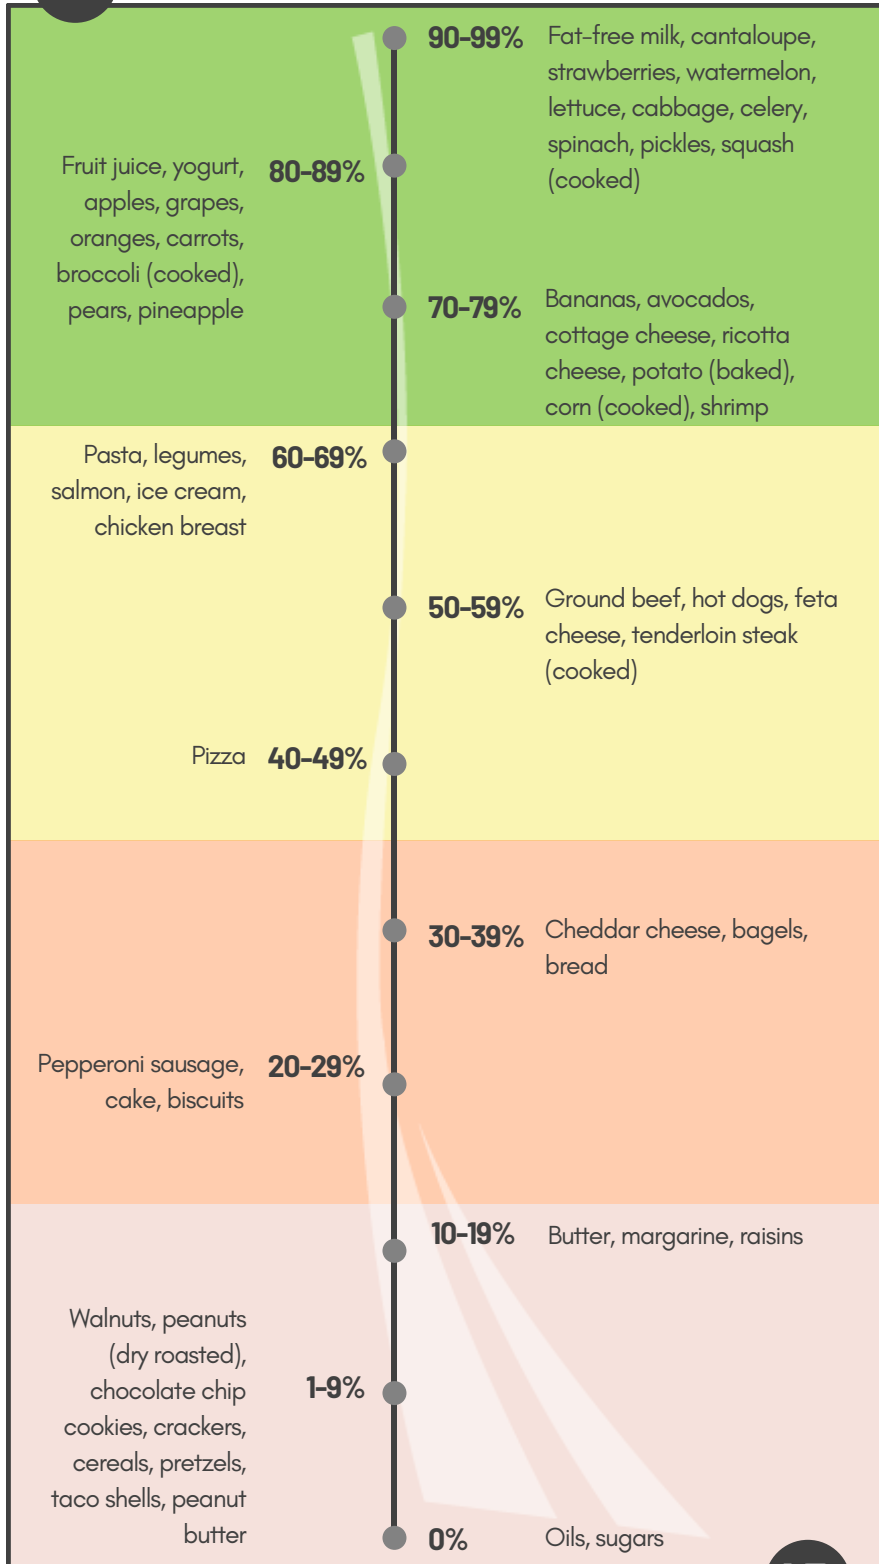 90-99%
Fat-free milk, cantaloupe,
strawberries, watermelon,
lettuce, cabbage, celery,
spinach, pickles, squash
(cooked)
80-89%
Fruit juice, yogurt,
apples, grapes,
oranges, carrots,
broccoli (cooked),
pears, pineapple
70-79%
Bananas, avocados,
cottage cheese, ricotta
cheese, potato (baked),
corn (cooked), shrimp
60-69%
Pasta, legumes,
salmon, ice cream,
chicken breast
50-59%
Ground beef, hot dogs, feta
cheese, tenderloin steak
(cooked)
40-49%
Pizza
30-39%
Cheddar cheese, bagels,
bread
20-29%
Pepperoni sausage,
cake, biscuits
10-19%
Butter, margarine, raisins
1-9%
Walnuts, peanuts
(dry roasted),
chocolate chip
cookies, crackers,
cereals, pretzels,
taco shells, peanut
butter
0%
Oils, sugars